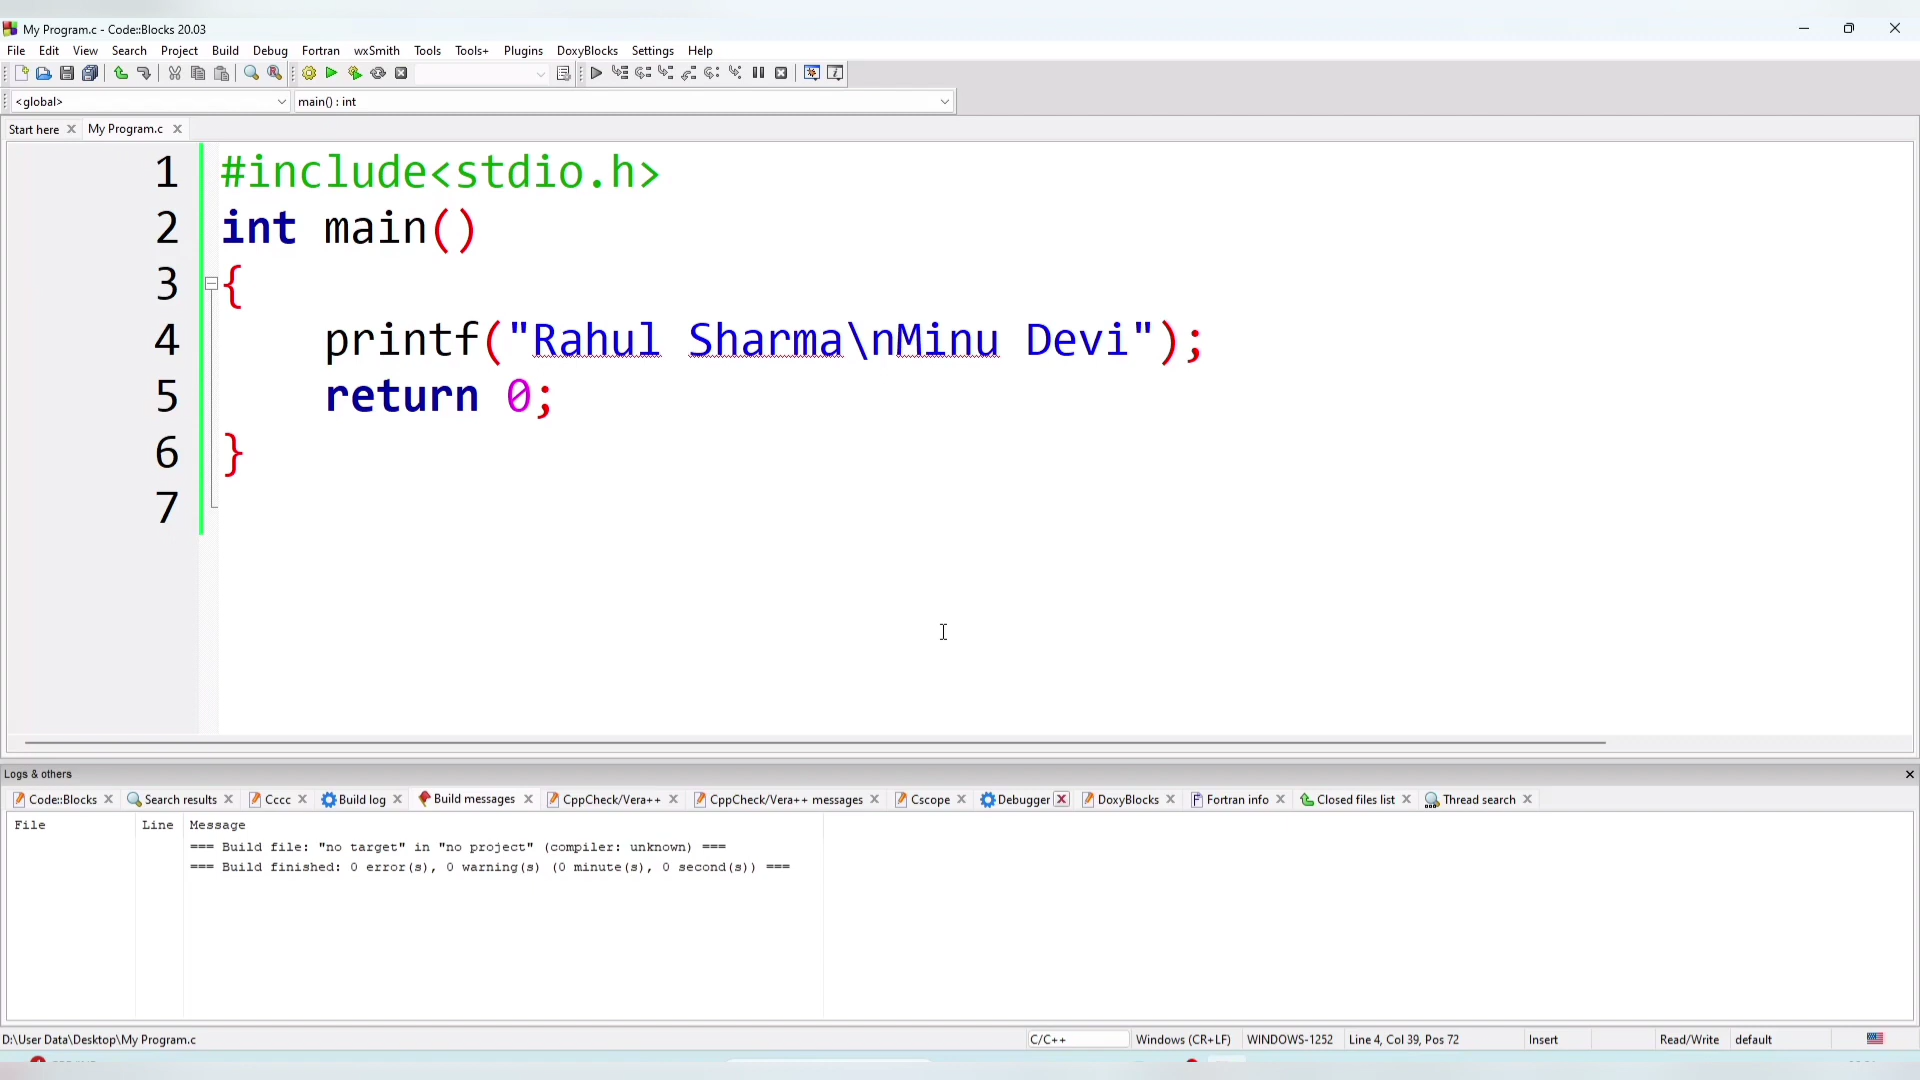 My Program.c - Code::Blocks 20.03
File Edit View Search Project Build Debug Fortran wxSmith Tools Tools+ Plugins DoxyBlocks Settings Help
<global> main() : int
Start here My Program.c
1 #include<stdio.h>
2 int main()
3 {
4 printf("Rahul Sharma\nMinu Devi");
5 return 0;
6 }
7
Logs & others
Code::Blocks Search results Cccc Build log Build messages CppCheck/Vera++ CppCheck/Vera++ messages Cscope Debugger DoxyBlocks Fortran info Closed files list Thread search
File Line Message
=== Build file: "no target" in "no project" (compiler: unknown) ===
=== Build finished: 0 error(s), 0 warning(s) (0 minute(s), 0 second(s)) ===
D:\User Data\Desktop\My Program.c C/C++ Windows (CR+LF) WINDOWS-1252 Line 4, Col 39, Pos 72 Insert Read/Write default